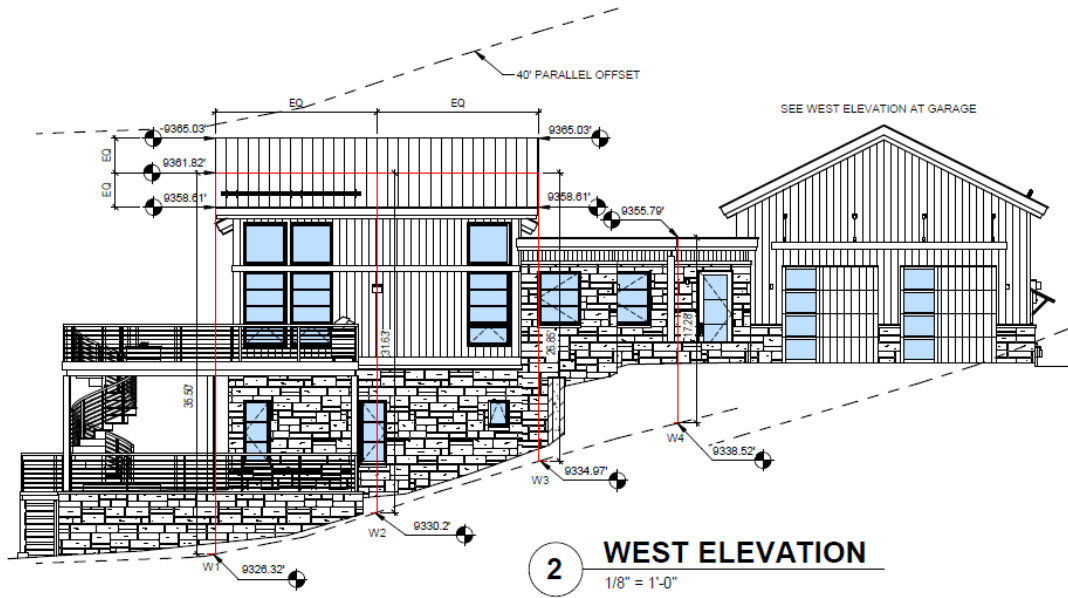 40' PARALLEL OFFSET
EQ
EQ
SEE WEST ELEVATION AT GARAGE
9365.03'
9365.03'
EQ
9361.82'
EQ
9358.61'
9358.61'
9355.79'
31.63'
26.85'
17.28'
35.50'
W4
9338.52'
W3
9334.97'
W2
9330.2'
W1
9326.32'
2
WEST ELEVATION
1/8" = 1'-0"